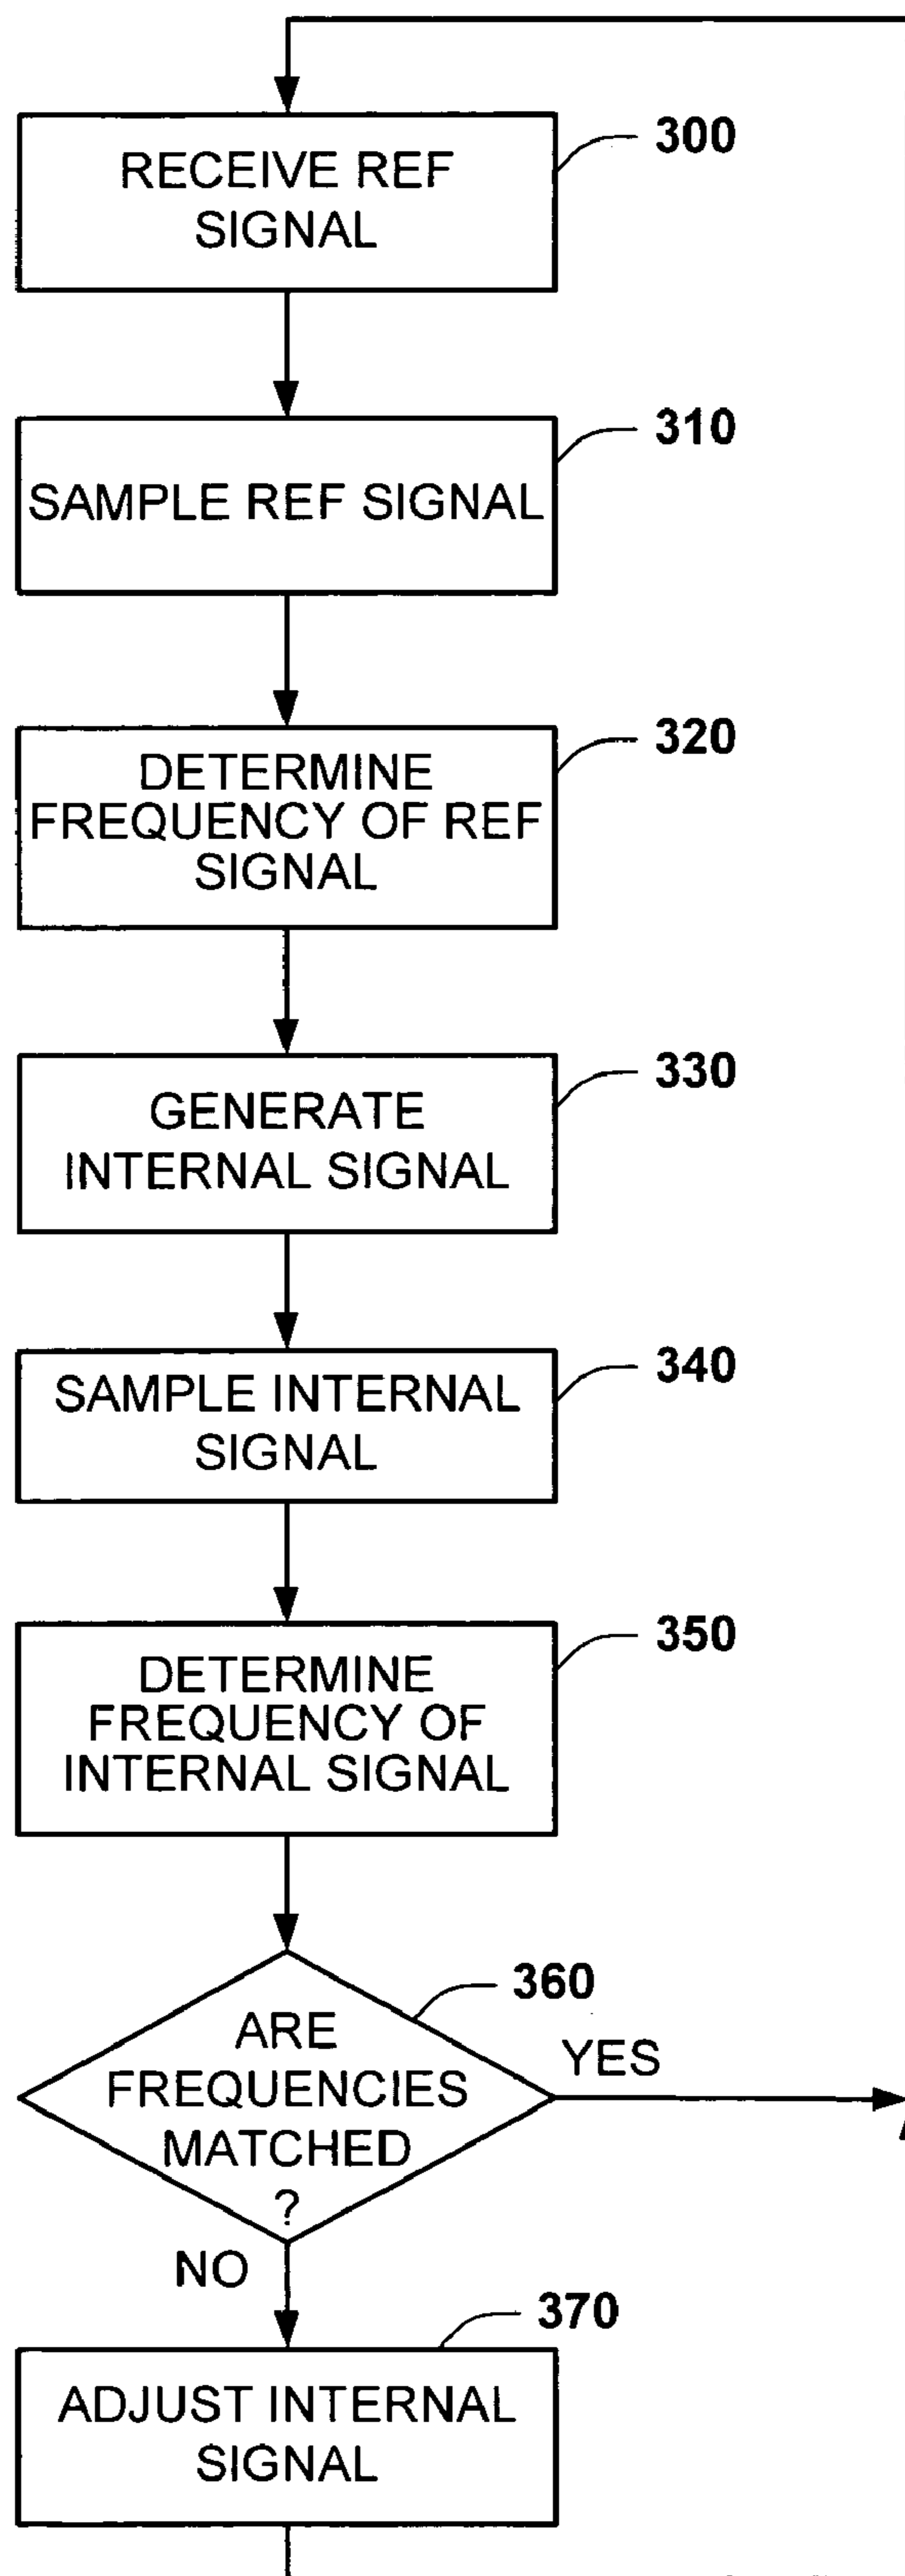 RECEIVE REF
SIGNAL
300
SAMPLE REF SIGNAL
310
DETERMINE
FREQUENCY OF REF
SIGNAL
320
GENERATE
INTERNAL SIGNAL
330
SAMPLE INTERNAL
SIGNAL
340
DETERMINE
FREQUENCY OF
INTERNAL SIGNAL
350
ARE
FREQUENCIES
MATCHED
?
360
YES
NO
ADJUST INTERNAL
SIGNAL
370